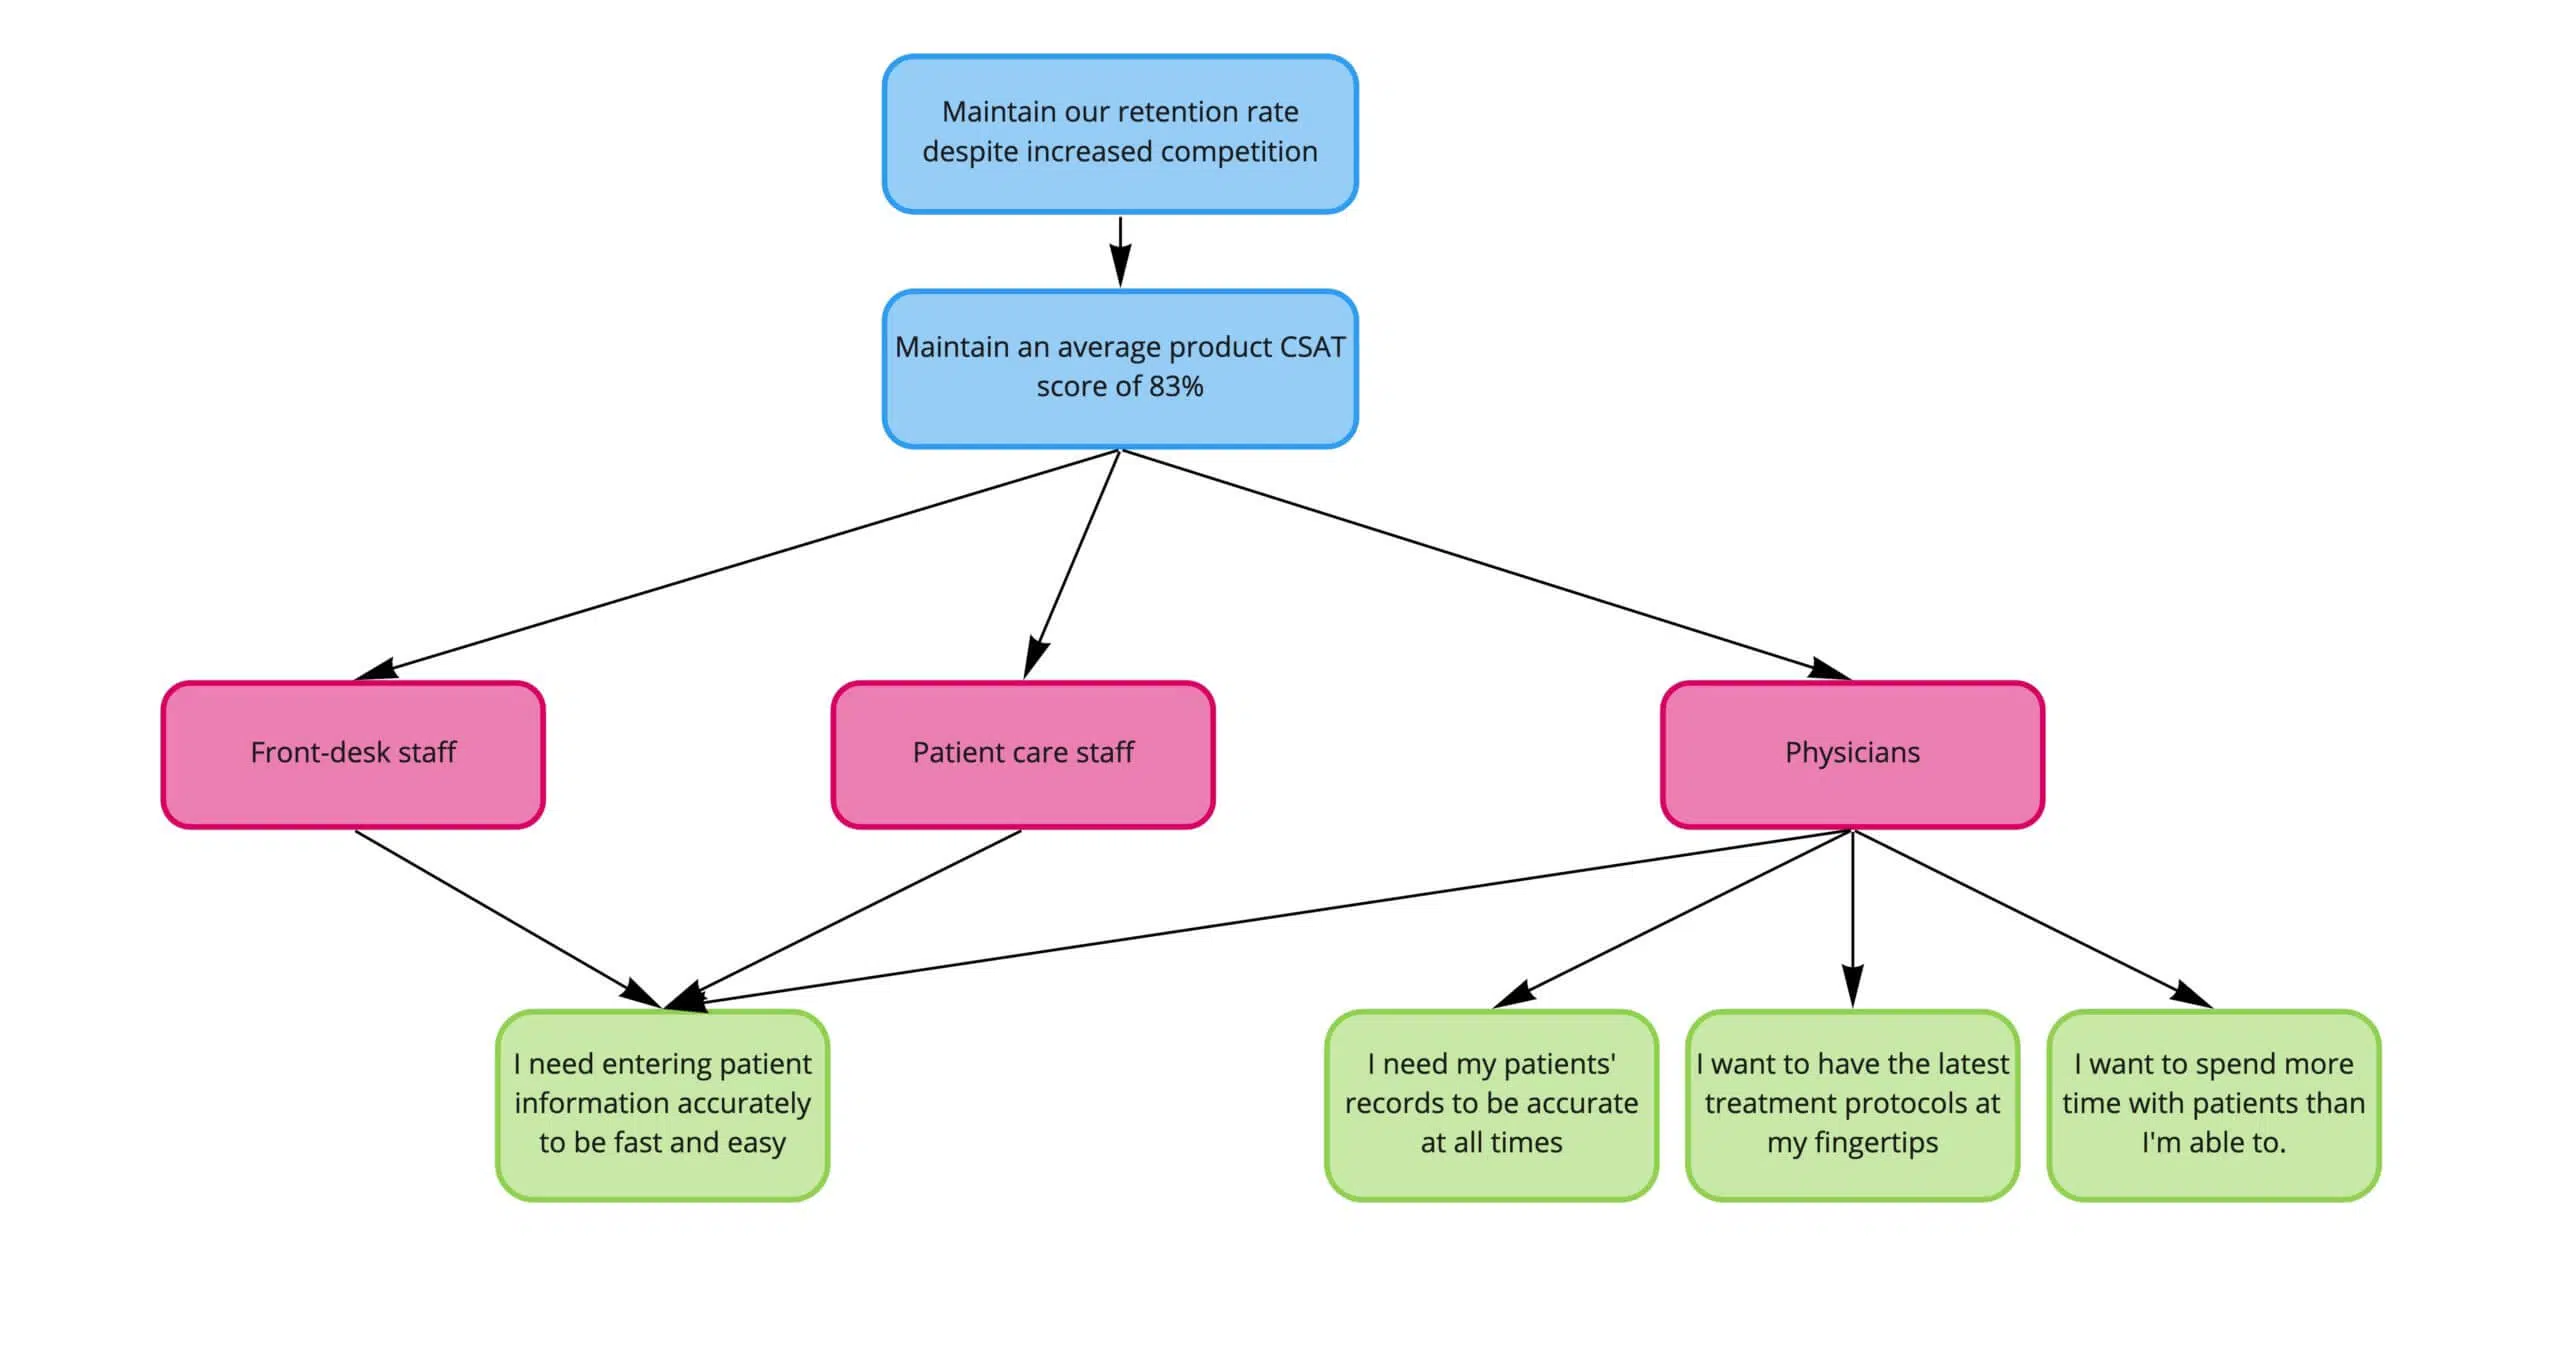 Maintain our retention rate
despite increased competition
Maintain an average product CSAT
score of 83%
Front-desk staff
Patient care staff
Physicians
I need entering patient
information accurately
to be fast and easy
I need my patients'
records to be accurate
at all times
I want to have the latest
treatment protocols at
my fingertips
I want to spend more
time with patients than
I'm able to.